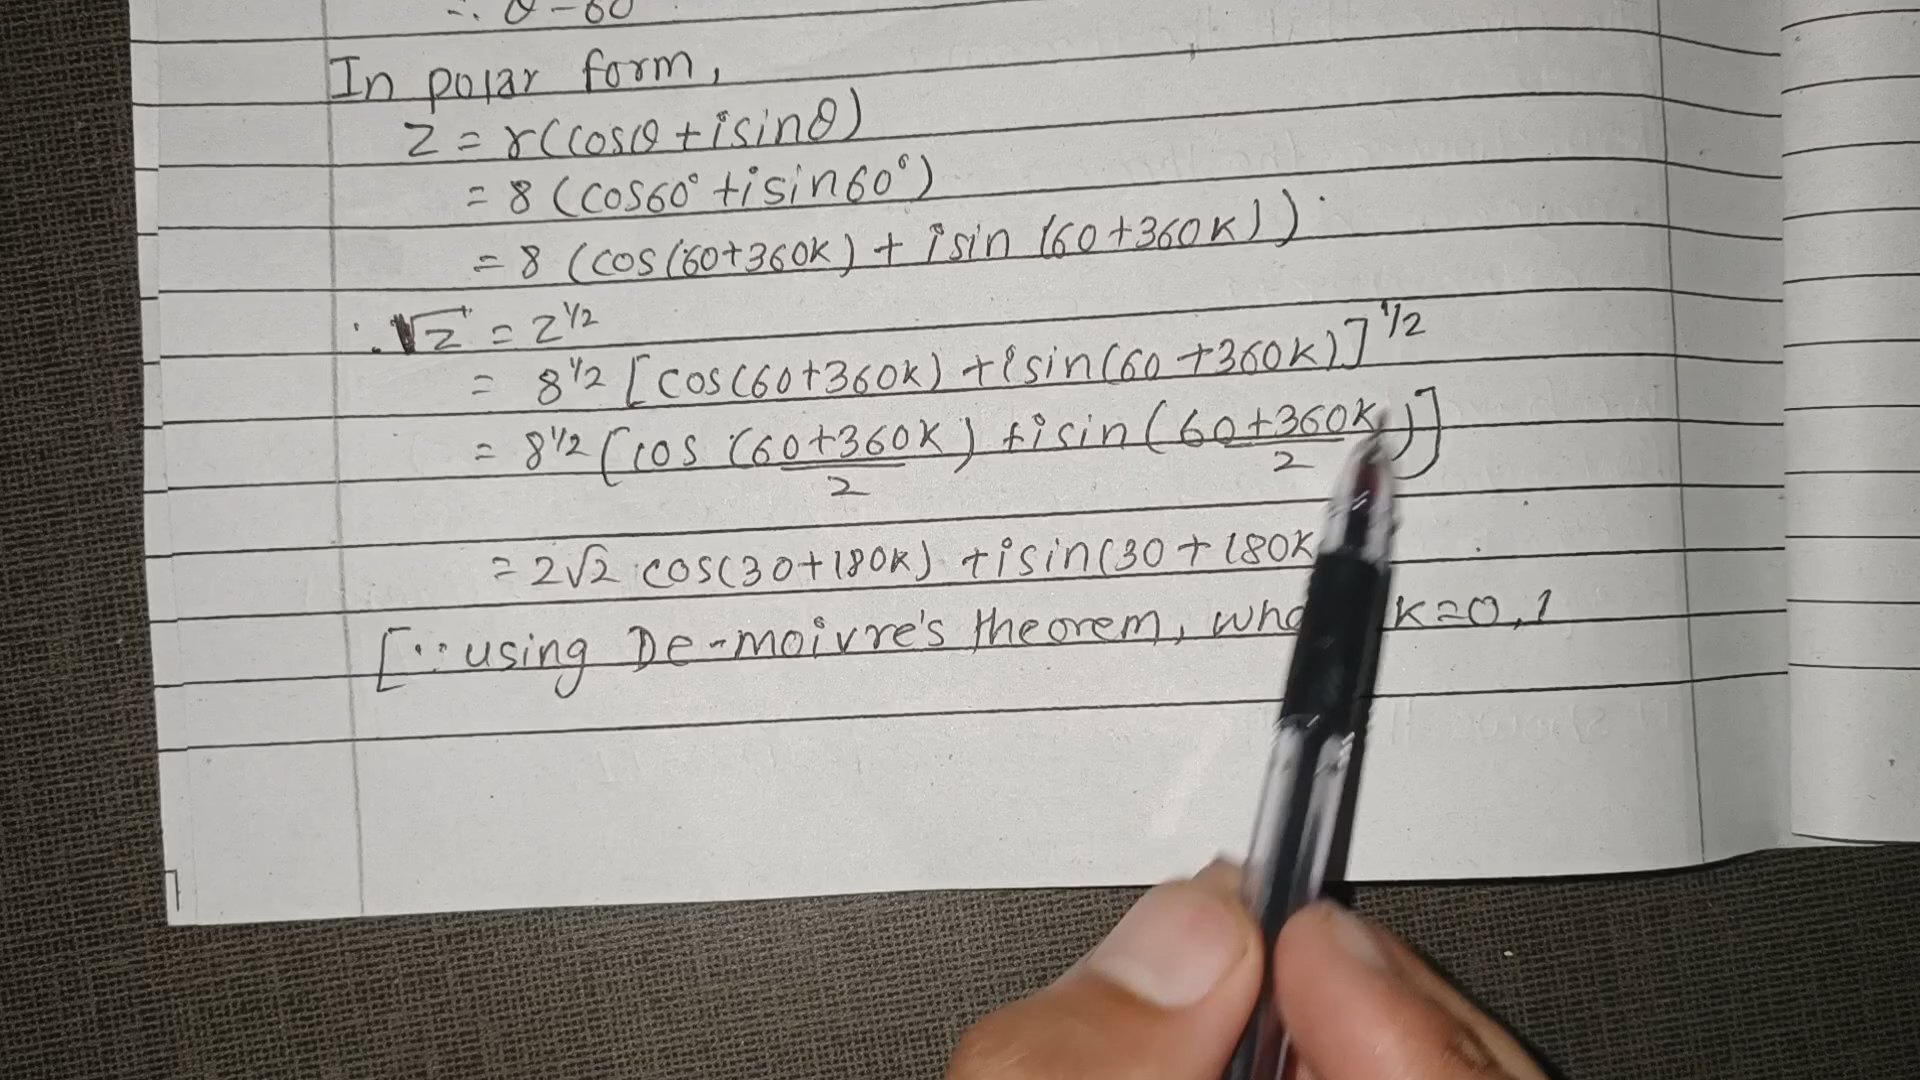 ∴ θ = 60
In polar form,
z = r(cosθ + isinθ)
= 8 (cos60° + isin60°)
= 8 (cos(60+360k) + isin (60+360k))
∴ √z = z^1/2
= 8^1/2 [cos(60+360k) + isin(60+360k)]^1/2
= 8^1/2 [cos (60+360k)/2 + isin (60+360k)/2]
= 2√2 cos(30+180k) + isin(30+180k
[∵ using De-moivre's theorem, k=0,1